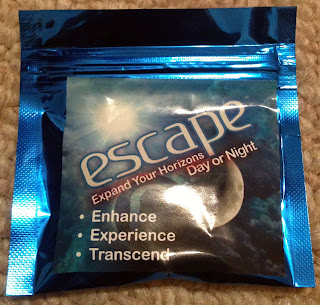 escape
Expand Your Horizons
Day or Night
• Enhance
• Experience
• Transcend